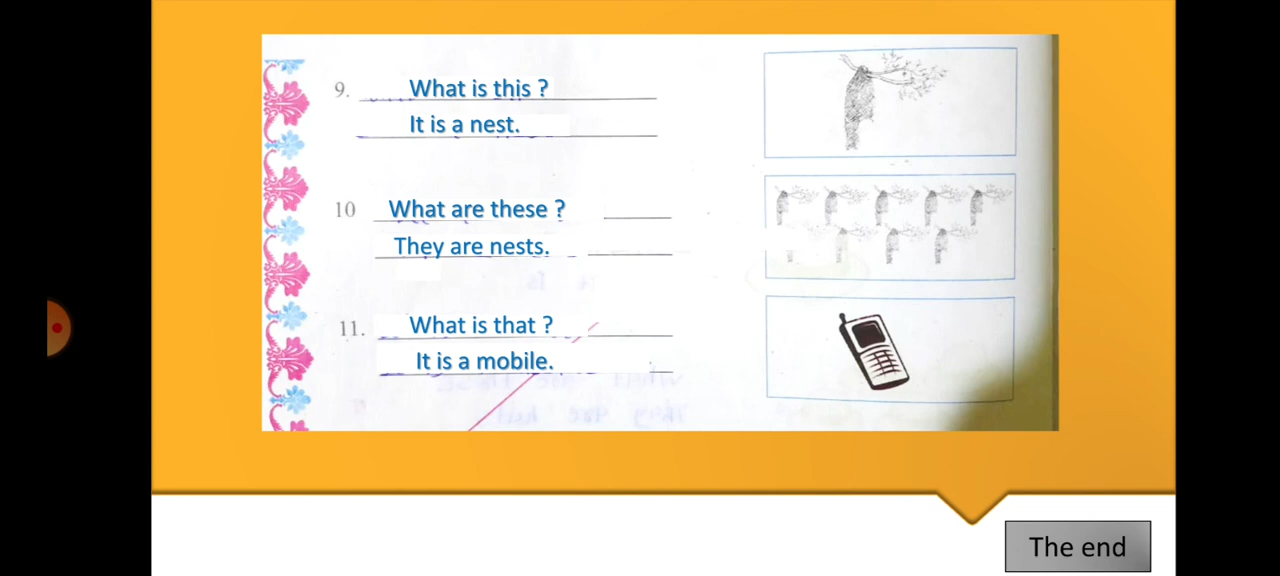 9. What is this ?
It is a nest.
10 What are these ?
They are nests.
11. What is that ?
It is a mobile.
The end